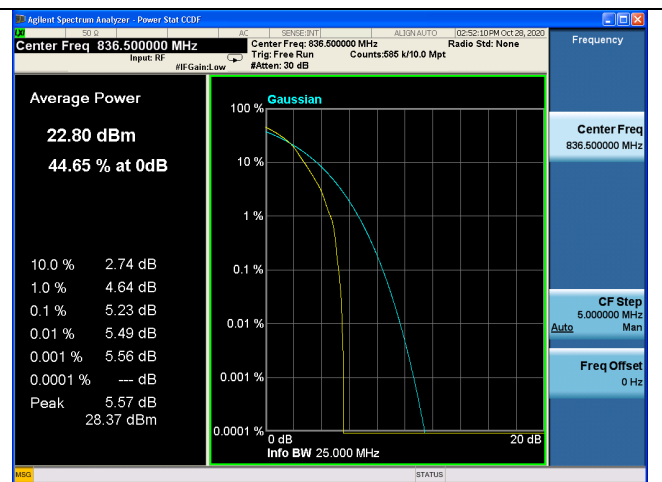 Agilent Spectrum Analyzer - Power Stat CCDF
50 Ω AC SENSE:INT ALIGN AUTO 02:52:10 PM Oct 28, 2020
Center Freq 836.500000 MHz Center Freq: 836.500000 MHz Radio Std: None
Input: RF Trig: Free Run Counts:585 k/10.0 Mpt
#IFGain:Low #Atten: 30 dB
Frequency
Average Power
22.80 dBm
44.65 % at 0dB
10.0 % 2.74 dB
1.0 % 4.64 dB
0.1 % 5.23 dB
0.01 % 5.49 dB
0.001 % 5.56 dB
0.0001 % --- dB
Peak 5.57 dB
28.37 dBm
Gaussian
100 %
10 %
1 %
0.1 %
0.01 %
0.001 %
0.0001 %
0 dB 20 dB
Info BW 25.000 MHz
Center Freq
836.500000 MHz
CF Step
5.000000 MHz
Auto Man
Freq Offset
0 Hz
MSG STATUS